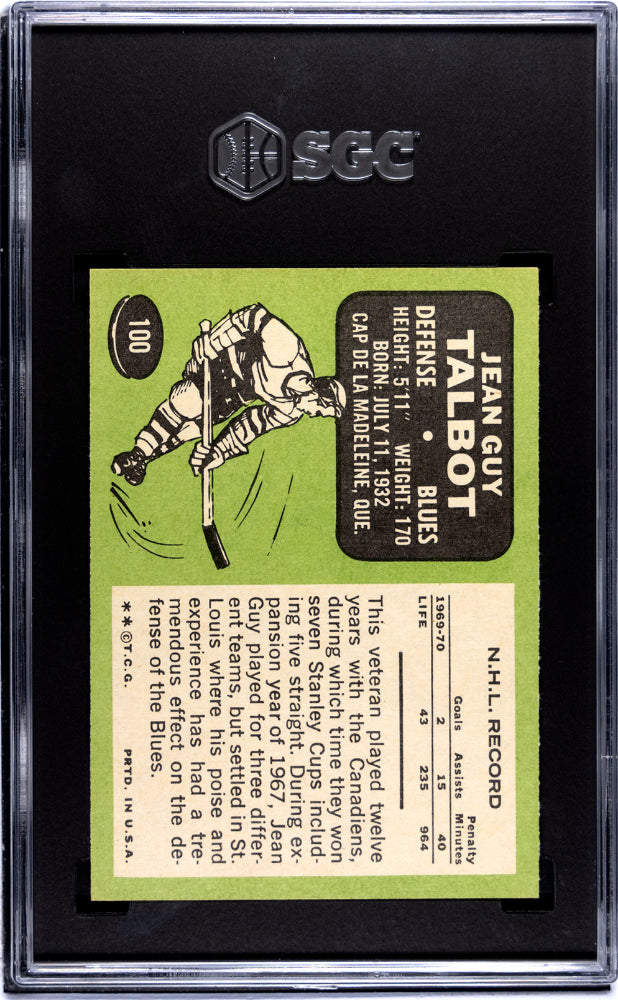 SGC
JEAN GUY
TALBOT
DEFENSE • BLUES
HEIGHT: 5'11" WEIGHT: 170
BORN: JULY 11, 1932
CAP DE LA MADELEINE, QUE.
100
N.H.L. RECORD
Goals Assists Penalty Minutes
1969-70 2 15 40
LIFE 43 235 964
This veteran played twelve
years with the Canadiens,
during which time they won
seven Stanley Cups includ-
ing five straight. During ex-
pansion year of 1967, Jean
Guy played for three differ-
ent teams, but settled in St.
Louis where his poise and
experience has had a tre-
mendous effect on the de-
fense of the Blues.
**©T.C.G. PRTD. IN U.S.A.